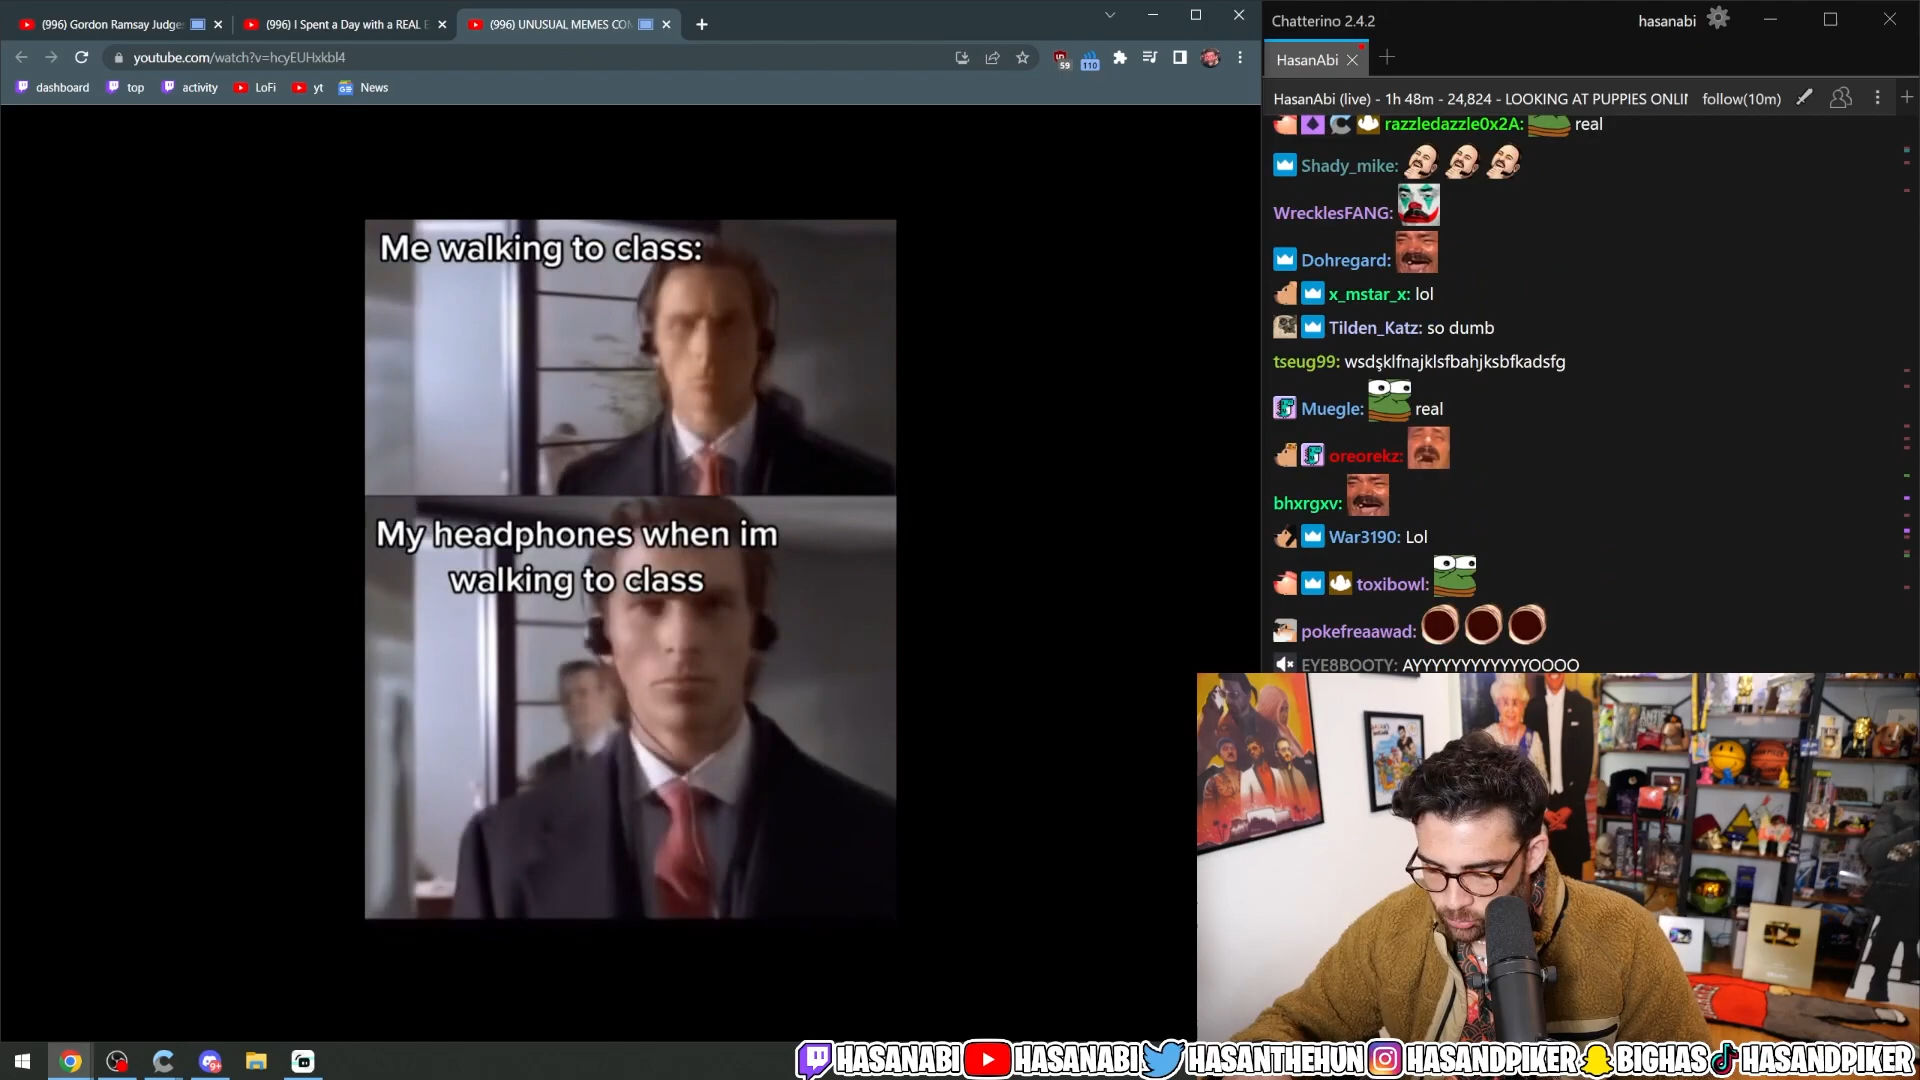 (996) Gordon Ramsay Judge
(996) I Spent a Day with a REAL E
(996) UNUSUAL MEMES CO
youtube.com/watch?v=hcyEUHxkbl4
59
110
dashboard
top
activity
LoFi
yt
News
Me walking to class:
My headphones when im
walking to class
Chatterino 2.4.2
hasanabi
HasanAbi
HasanAbi (live) - 1h 48m - 24,824 - LOOKING AT PUPPIES ONLI
follow(10m)
razzledazzle0x2A: real
Shady_mike:
WrecklesFANG:
Dohregard:
x_mstar_x: lol
Tilden_Katz: so dumb
tseug99: wsdşklfnajklsfbahjksbfkadsfg
Muegle: real
oreorekz:
bhxrgxv:
War3190: Lol
toxibowl:
pokefreaawad:
EYE8BOOTY: AYYYYYYYYYYYYOOOO
HASANABI HASANABI HASANTHEHUN HASANDPIKER BIGHAS HASANDPIKER